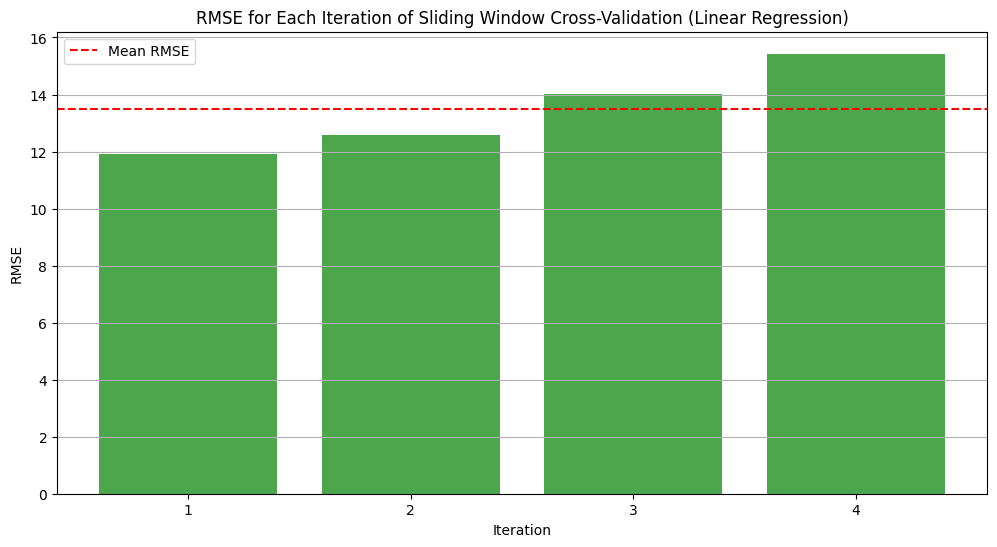 RMSE for Each Iteration of Sliding Window Cross-Validation (Linear Regression)
Mean RMSE
16
14
12
10
8
6
4
2
0
RMSE
1 2 3 4
Iteration